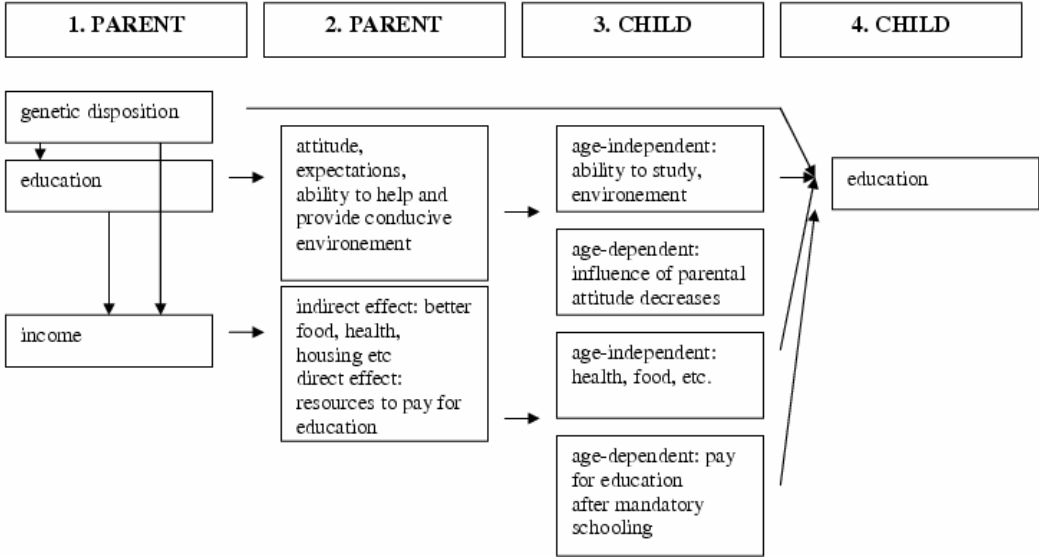 1. PARENT
2. PARENT
3. CHILD
4. CHILD
genetic disposition
education
income
attitude,
expectations,
ability to help and
provide conducive
environement
indirect effect: better
food, health,
housing etc
direct effect:
resources to pay for
education
age-independent:
ability to study,
environement
age-dependent:
influence of parental
attitude decreases
age-independent:
health, food, etc.
age-dependent: pay
for education
after mandatory
schooling
education